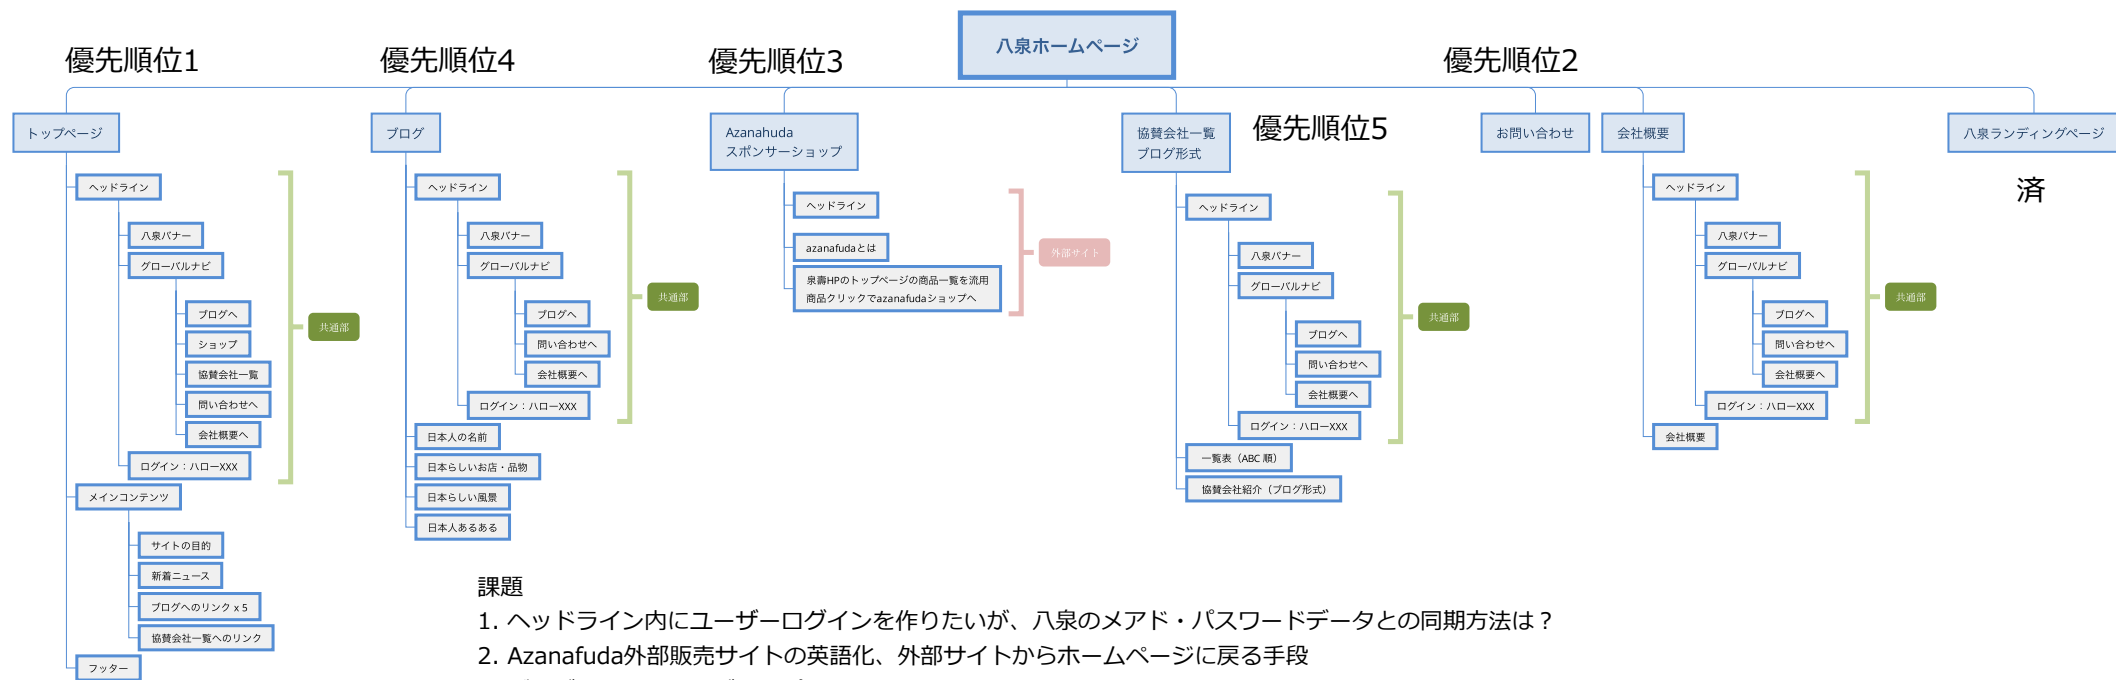 八泉ホームページ
優先順位1
優先順位4
優先順位3
優先順位2
トップページ
ヘッドライン
八泉バナー
グローバルナビ
ブログへ
ショップ
協賛会社一覧
問い合わせへ
会社概要へ
ログイン：ハローXXX
共通部
メインコンテンツ
サイトの目的
新着ニュース
ブログへのリンク x 5
協賛会社一覧へのリンク
フッター
ブログ
ヘッドライン
八泉バナー
グローバルナビ
ブログへ
問い合わせへ
会社概要へ
ログイン：ハローXXX
共通部
日本人の名前
日本らしいお店・品物
日本らしい風景
日本人あるある
Azanahuda
スポンサーショップ
ヘッドライン
azanafudaとは
泉壽HPのトップページの商品一覧を流用
商品クリックでazanafudaショップへ
外部サイト
協賛会社一覧
ブログ形式
優先順位5
ヘッドライン
八泉バナー
グローバルナビ
ブログへ
問い合わせへ
会社概要へ
ログイン：ハローXXX
共通部
一覧表（ABC 順）
協賛会社紹介（ブログ形式）
お問い合わせ
会社概要
ヘッドライン
八泉バナー
グローバルナビ
ブログへ
問い合わせへ
会社概要へ
ログイン：ハローXXX
共通部
会社概要
八泉ランディングページ
済
課題
1. ヘッドライン内にユーザーログインを作りたいが、八泉のメアド・パスワードデータとの同期方法は？
2. Azanafuda外部販売サイトの英語化、外部サイトからホームページに戻る手段